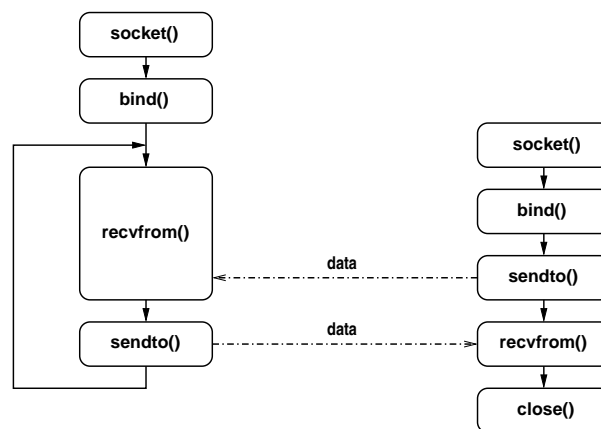 socket()
bind()
recvfrom()
sendto()
data
data
socket()
bind()
sendto()
recvfrom()
close()